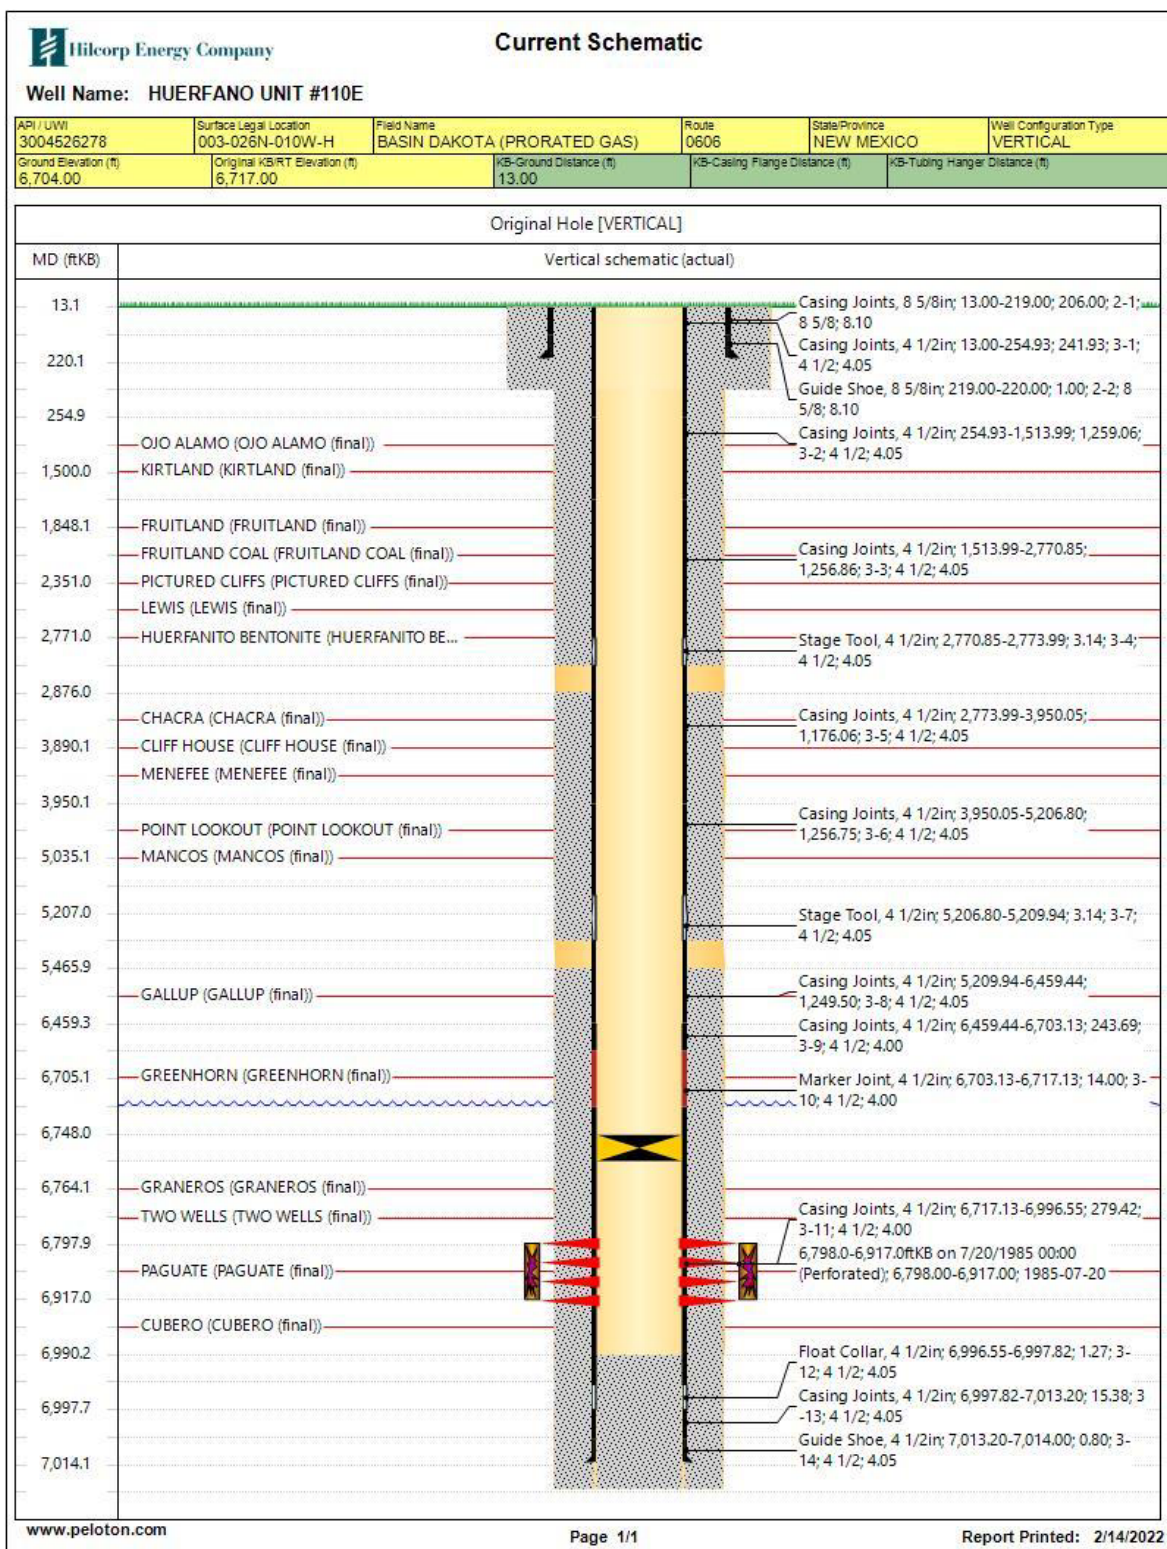 Hilcorp Energy Company
Current Schematic
Well Name: HUERFANO UNIT #110E
API / UWI
3004526278
Surface Legal Location
003-026N-010W-H
Field Name
BASIN DAKOTA (PRORATED GAS)
Route
0606
State/Province
NEW MEXICO
Well Configuration Type
VERTICAL
Ground Elevation (ft)
6,704.00
Original KB/RT Elevation (ft)
6,717.00
KB-Ground Distance (ft)
13.00
KB-Casing Flange Distance (ft)
KB-Tubing Hanger Distance (ft)
Original Hole [VERTICAL]
MD (ftKB)
Vertical schematic (actual)
13.1
220.1
254.9
1,500.0
1,848.1
2,351.0
2,771.0
2,876.0
3,890.1
3,950.1
5,035.1
5,207.0
5,465.9
6,459.3
6,705.1
6,748.0
6,764.1
6,797.9
6,917.0
6,990.2
6,997.7
7,014.1
OJO ALAMO (OJO ALAMO (final))
KIRTLAND (KIRTLAND (final))
FRUITLAND (FRUITLAND (final))
FRUITLAND COAL (FRUITLAND COAL (final))
PICTURED CLIFFS (PICTURED CLIFFS (final))
LEWIS (LEWIS (final))
HUERFANITO BENTONITE (HUERFANITO BE...
CHACRA (CHACRA (final))
CLIFF HOUSE (CLIFF HOUSE (final))
MENEFEE (MENEFEE (final))
POINT LOOKOUT (POINT LOOKOUT (final))
MANCOS (MANCOS (final))
GALLUP (GALLUP (final))
GREENHORN (GREENHORN (final))
GRANEROS (GRANEROS (final))
TWO WELLS (TWO WELLS (final))
PAGUATE (PAGUATE (final))
CUBERO (CUBERO (final))
Casing Joints, 8 5/8in; 13.00-219.00; 206.00; 2-1;
8 5/8; 8.10
Casing Joints, 4 1/2in; 13.00-254.93; 241.93; 3-1;
4 1/2; 4.05
Guide Shoe, 8 5/8in; 219.00-220.00; 1.00; 2-2; 8
5/8; 8.10
Casing Joints, 4 1/2in; 254.93-1,513.99; 1,259.06;
3-2; 4 1/2; 4.05
Casing Joints, 4 1/2in; 1,513.99-2,770.85;
1,256.86; 3-3; 4 1/2; 4.05
Stage Tool, 4 1/2in; 2,770.85-2,773.99; 3.14; 3-4;
4 1/2; 4.05
Casing Joints, 4 1/2in; 2,773.99-3,950.05;
1,176.06; 3-5; 4 1/2; 4.05
Casing Joints, 4 1/2in; 3,950.05-5,206.80;
1,256.75; 3-6; 4 1/2; 4.05
Stage Tool, 4 1/2in; 5,206.80-5,209.94; 3.14; 3-7;
4 1/2; 4.05
Casing Joints, 4 1/2in; 5,209.94-6,459.44;
1,249.50; 3-8; 4 1/2; 4.05
Casing Joints, 4 1/2in; 6,459.44-6,703.13; 243.69;
3-9; 4 1/2; 4.00
Marker Joint, 4 1/2in; 6,703.13-6,717.13; 14.00; 3-
10; 4 1/2; 4.00
Casing Joints, 4 1/2in; 6,717.13-6,996.55; 279.42;
3-11; 4 1/2; 4.00
6,798.0-6,917.0ftKB on 7/20/1985 00:00
(Perforated); 6,798.00-6,917.00; 1985-07-20
Float Collar, 4 1/2in; 6,996.55-6,997.82; 1.27; 3-
12; 4 1/2; 4.05
Casing Joints, 4 1/2in; 6,997.82-7,013.20; 15.38; 3
-13; 4 1/2; 4.05
Guide Shoe, 4 1/2in; 7,013.20-7,014.00; 0.80; 3-
14; 4 1/2; 4.05
www.peloton.com
Page 1/1
Report Printed: 2/14/2022